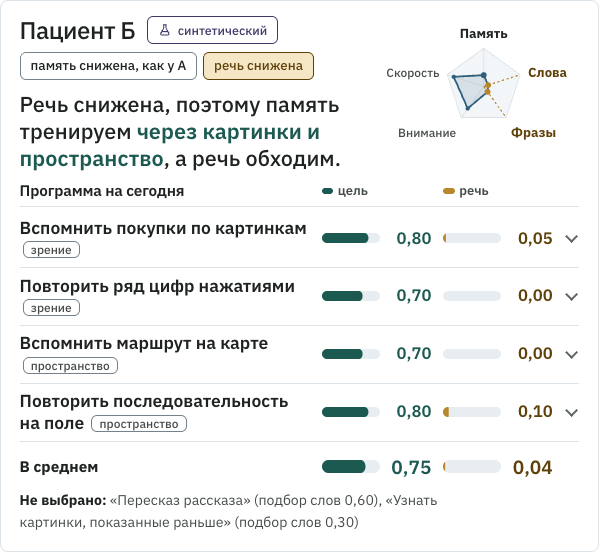 Пациент Б
синтетический
память снижена, как у А
речь снижена
Память
Скорость
Слова
Внимание
Фразы
Речь снижена, поэтому память
тренируем через картинки и
пространство, а речь обходим.
Программа на сегодня
цель
речь
Вспомнить покупки по картинкам
зрение
0,80
0,05
Повторить ряд цифр нажатиями
зрение
0,70
0,00
Вспомнить маршрут на карте
пространство
0,70
0,00
Повторить последовательность
на поле пространство
0,80
0,10
В среднем
0,75
0,04
Не выбрано: «Пересказ рассказа» (подбор слов 0,60), «Узнать
картинки, показанные раньше» (подбор слов 0,30)